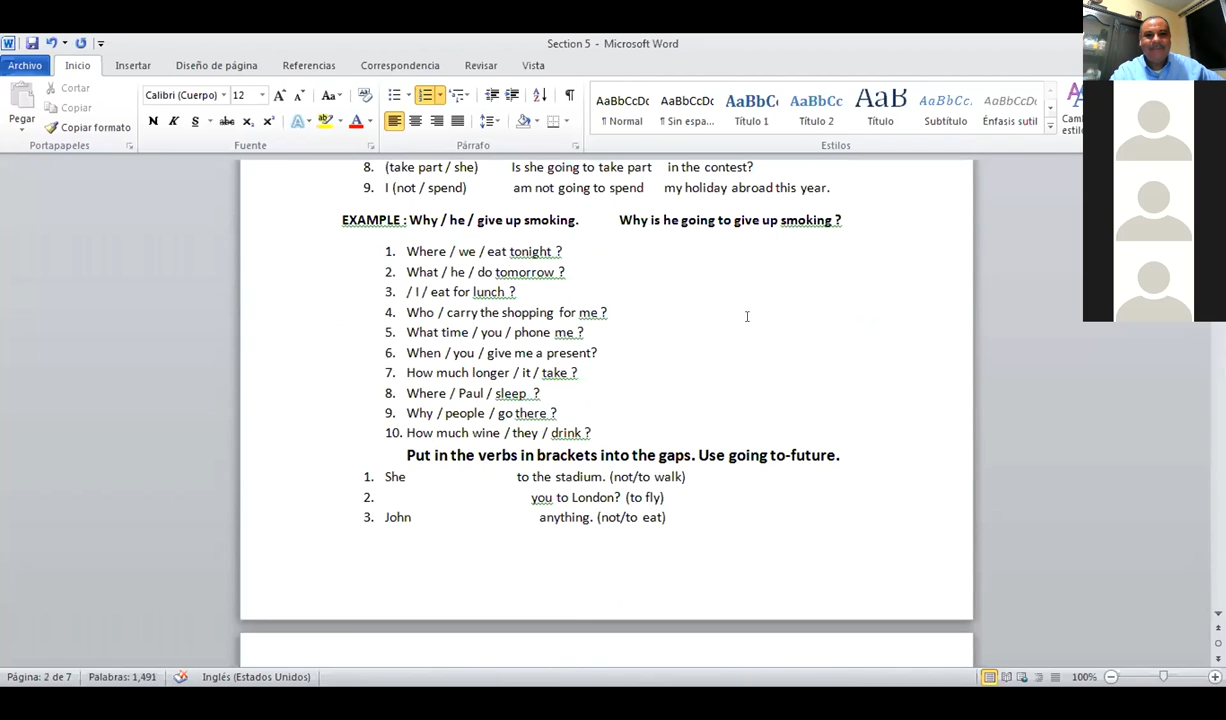 Section 5 - Microsoft Word
Archivo Inicio Insertar Diseño de página Referencias Correspondencia Revisar Vista
Cortar
Copiar
Copiar formato
Pegar
Portapapeles
Calibri (Cuerpo) 12
Aa
N K S abc x₂ x²
A A
Fuente
Párrafo
AaBbCcDc AaBbCcDc AaBbCc AaBbCc AaB AaBbCc. AaBbCcDc
¶ Normal ¶ Sin espa... Título 1 Título 2 Título Subtítulo Énfasis sutil
Estilos
8. (take part / she) Is she going to take part in the contest?
9. I (not / spend) am not going to spend my holiday abroad this year.
EXAMPLE : Why / he / give up smoking. Why is he going to give up smoking ?
1. Where / we / eat tonight ?
2. What / he / do tomorrow ?
3. / I / eat for lunch ?
4. Who / carry the shopping for me ?
5. What time / you / phone me ?
6. When / you / give me a present?
7. How much longer / it / take ?
8. Where / Paul / sleep ?
9. Why / people / go there ?
10. How much wine / they / drink ?
Put in the verbs in brackets into the gaps. Use going to-future.
1. She to the stadium. (not/to walk)
2. you to London? (to fly)
3. John anything. (not/to eat)
Página: 2 de 7 Palabras: 1,491 Inglés (Estados Unidos) 100%